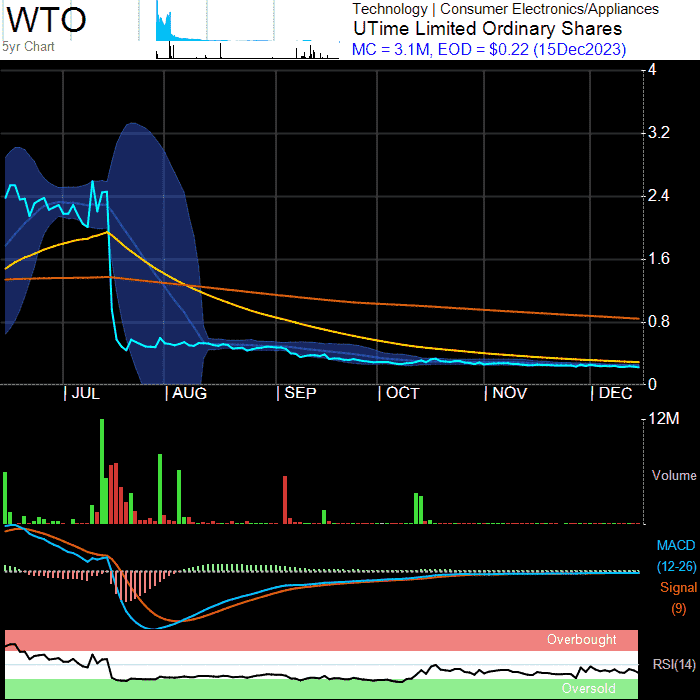 WTO
5yr Chart
Technology | Consumer Electronics/Appliances
UTime Limited Ordinary Shares
MC = 3.1M, EOD = $0.22 (15Dec2023)
4
3.2
2.4
1.6
0.8
0
JUL
AUG
SEP
OCT
NOV
DEC
12M
Volume
MACD
(12-26)
Signal
(9)
Overbought
RSI(14)
Oversold